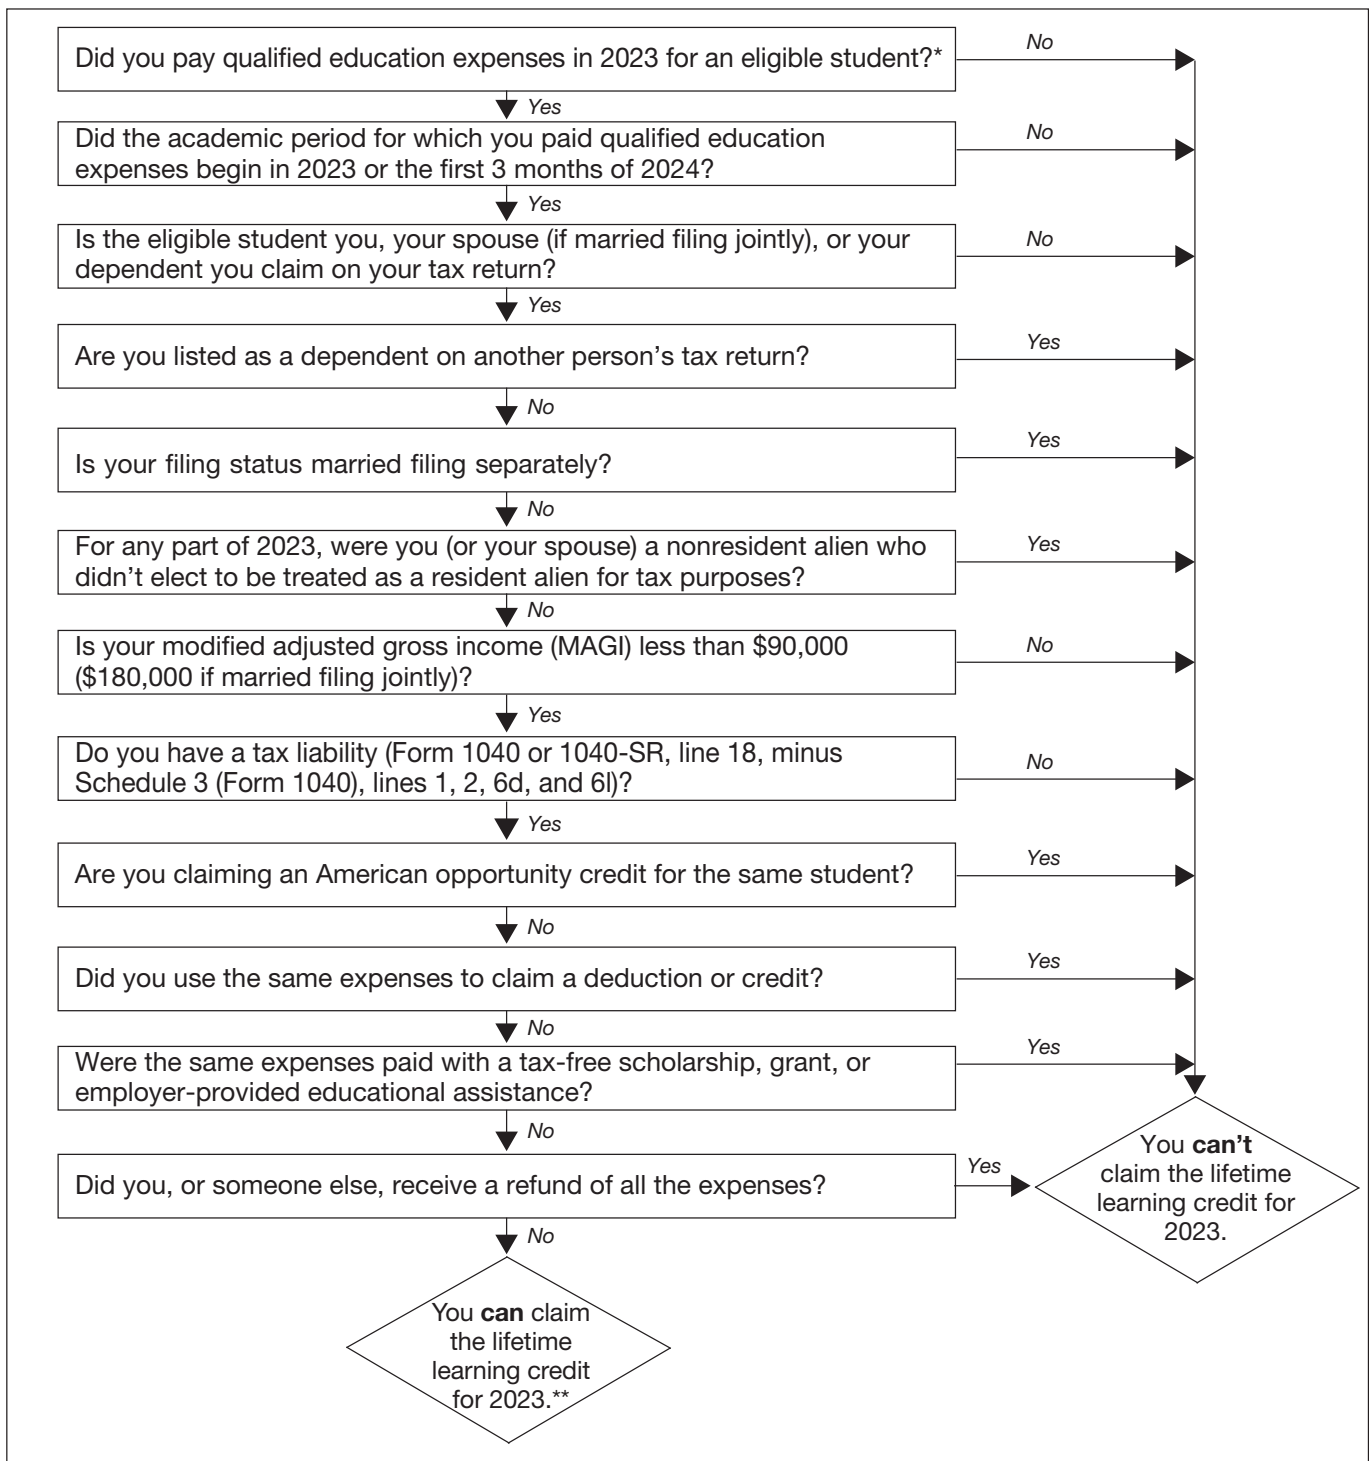 Did you pay qualified education expenses in 2023 for an eligible student?*
No
Yes
Did the academic period for which you paid qualified education
expenses begin in 2023 or the first 3 months of 2024?
No
Yes
Is the eligible student you, your spouse (if married filing jointly), or your
dependent you claim on your tax return?
No
Yes
Are you listed as a dependent on another person’s tax return?
Yes
No
Is your filing status married filing separately?
Yes
No
For any part of 2023, were you (or your spouse) a nonresident alien who
didn’t elect to be treated as a resident alien for tax purposes?
Yes
No
Is your modified adjusted gross income (MAGI) less than $90,000
($180,000 if married filing jointly)?
No
Yes
Do you have a tax liability (Form 1040 or 1040-SR, line 18, minus
Schedule 3 (Form 1040), lines 1, 2, 6d, and 6l)?
No
Yes
Are you claiming an American opportunity credit for the same student?
Yes
No
Did you use the same expenses to claim a deduction or credit?
Yes
No
Were the same expenses paid with a tax-free scholarship, grant, or
employer-provided educational assistance?
Yes
No
Did you, or someone else, receive a refund of all the expenses?
Yes
You can’t
claim the lifetime
learning credit for
2023.
No
You can claim
the lifetime
learning credit
for 2023.**